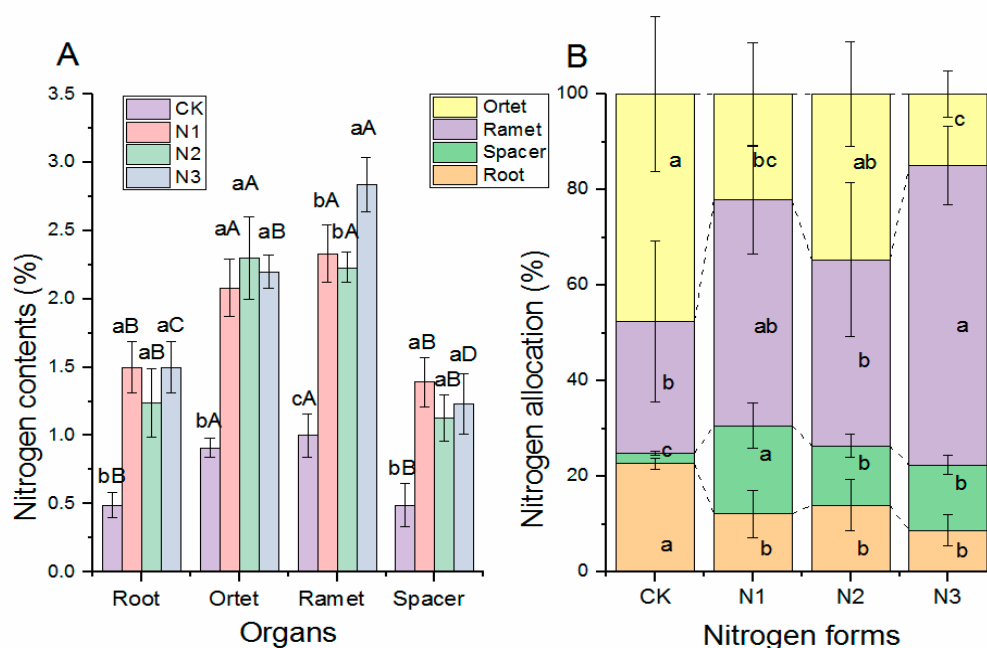 A
Nitrogen contents (%)
3.5
3.0
2.5
2.0
1.5
1.0
0.5
0.0
CK
N1
N2
N3
bB
aB
aB
aC
bA
aA
aA
aB
cA
bA
bA
aA
bB
aB
aB
aD
Root Ortet Ramet Spacer
Organs
B
Nitrogen allocation (%)
100
80
60
40
20
0
Ortet
Ramet
Spacer
Root
a
b
c
a
bc
ab
a
b
ab
b
b
b
c
a
b
b
CK N1 N2 N3
Nitrogen forms